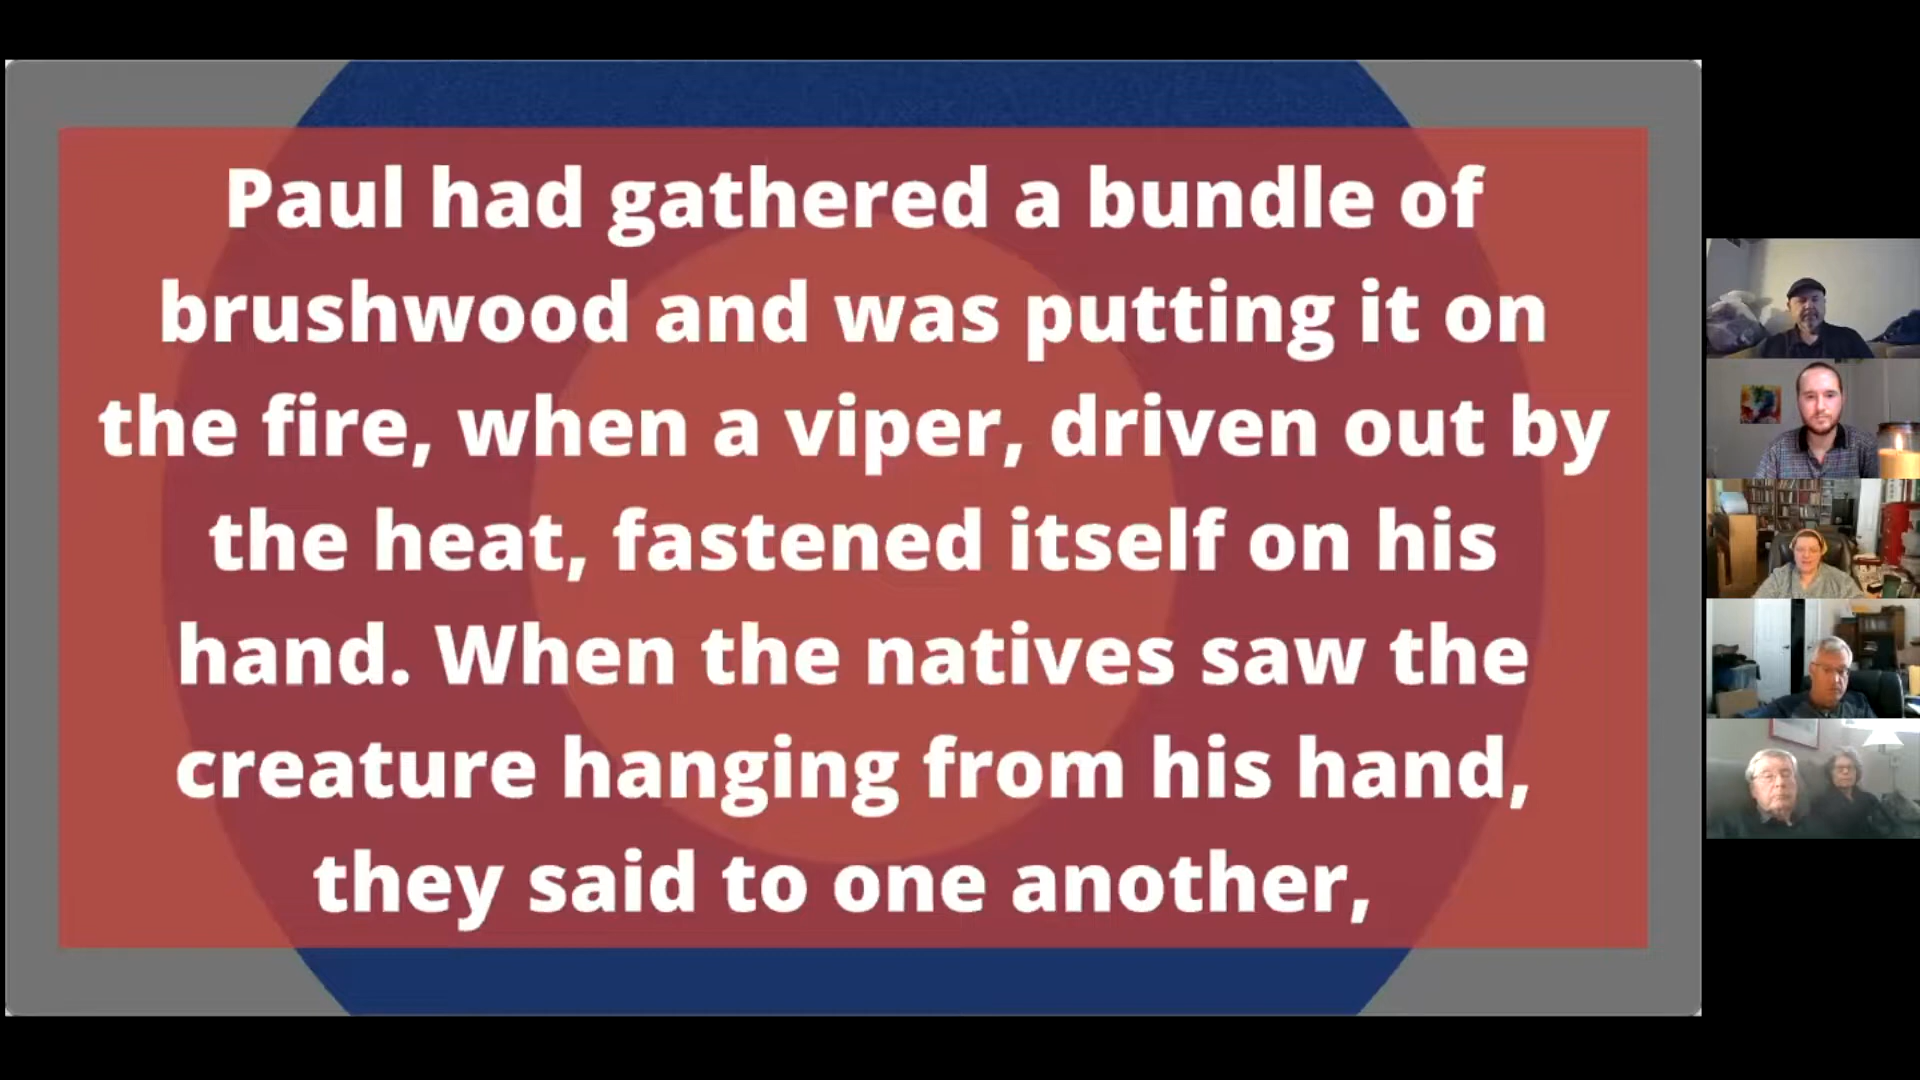 Paul had gathered a bundle of
brushwood and was putting it on
the fire, when a viper, driven out by
the heat, fastened itself on his
hand. When the natives saw the
creature hanging from his hand,
they said to one another,